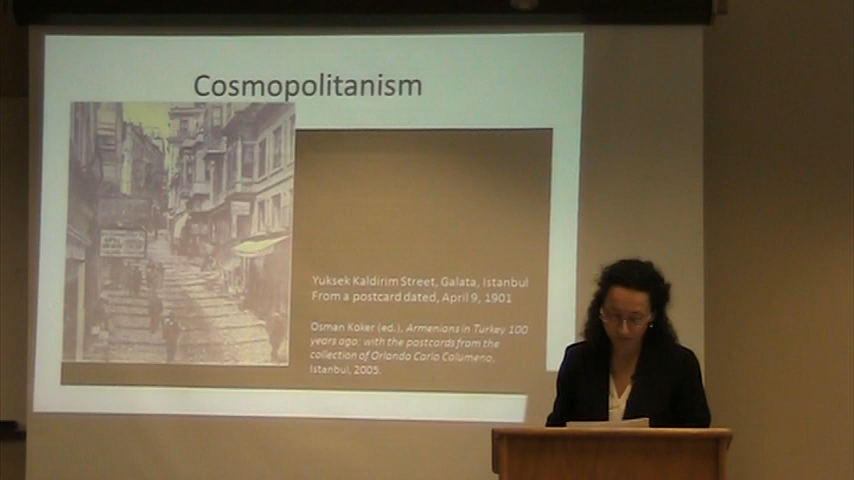 Cosmopolitanism
Yuksek Kaldirim Street, Galata, Istanbul
From a postcard dated, April 9, 1901
Osman Koker (ed.), Armenians in Turkey 100
years ago: with the postcards from the
collection of Orlando Carlo Calumeno,
Istanbul, 2005.